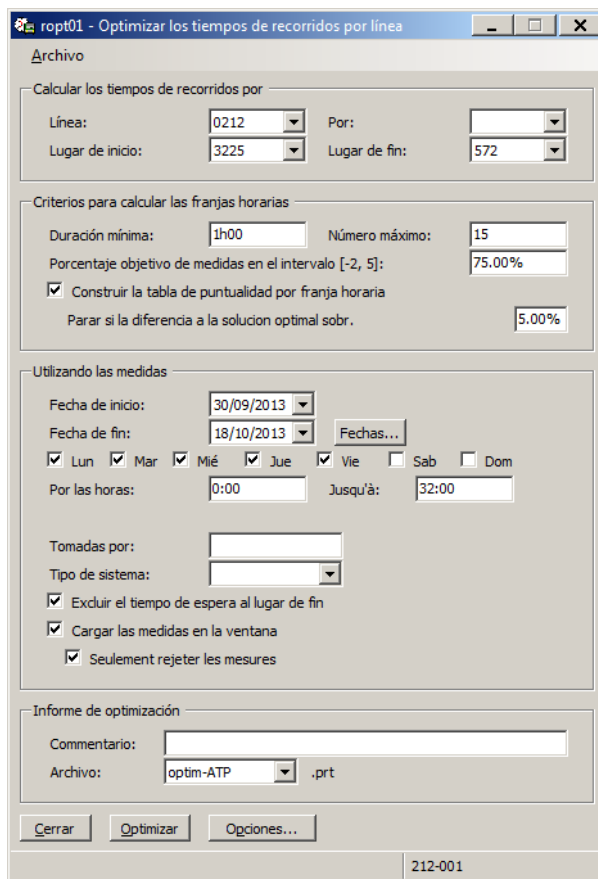 ropt01 - Optimizar los tiempos de recorridos por línea
Archivo
Calcular los tiempos de recorridos por
Línea: 0212 Por:
Lugar de inicio: 3225 Lugar de fin: 572
Criterios para calcular las franjas horarias
Duración mínima: 1h00 Número máximo: 15
Porcentaje objetivo de medidas en el intervalo [-2, 5]: 75.00%
Construir la tabla de puntualidad por franja horaria
Parar si la diferencia a la solucion optimal sobr. 5.00%
Utilizando las medidas
Fecha de inicio: 30/09/2013
Fecha de fin: 18/10/2013 Fechas...
Lun Mar Mié Jue Vie Sab Dom
Por las horas: 0:00 Jusqu'à: 32:00
Tomadas por:
Tipo de sistema:
Excluir el tiempo de espera al lugar de fin
Cargar las medidas en la ventana
Seulement rejeter les mesures
Informe de optimización
Commentario:
Archivo: optim-ATP .prt
Cerrar Optimizar Opciones...
212-001